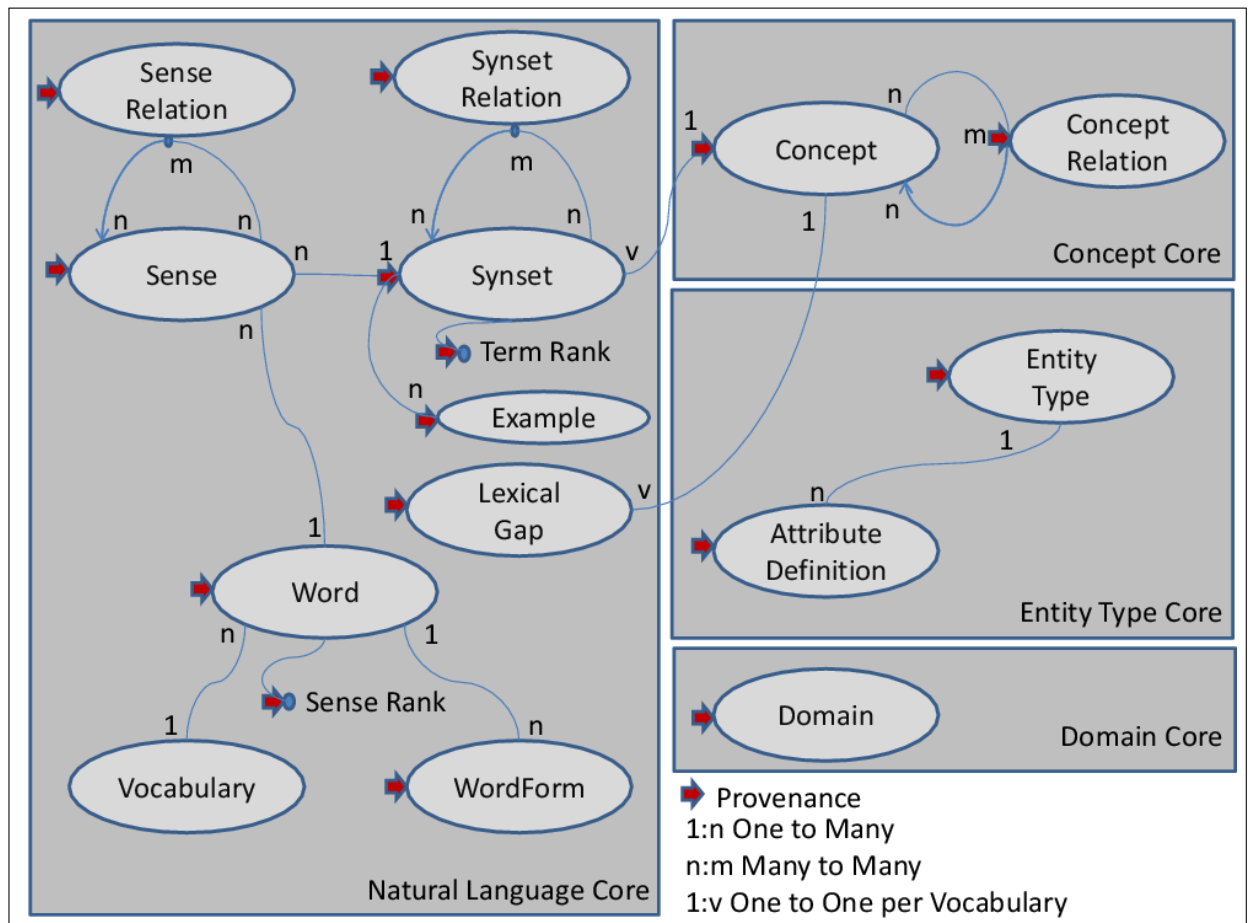 Sense
Relation
m
n
n
Sense
n
n
Synset
Relation
m
n
n
1
Synset
v
Term Rank
n
Example
Lexical
Gap
v
1
Word
n
1
Sense Rank
1
Vocabulary
n
WordForm
Natural Language Core
1
Concept
n
m
Concept
Relation
n
1
Concept Core
Entity
Type
1
n
Attribute
Definition
Entity Type Core
Domain
Domain Core
Provenance
1:n One to Many
n:m Many to Many
1:v One to One per Vocabulary